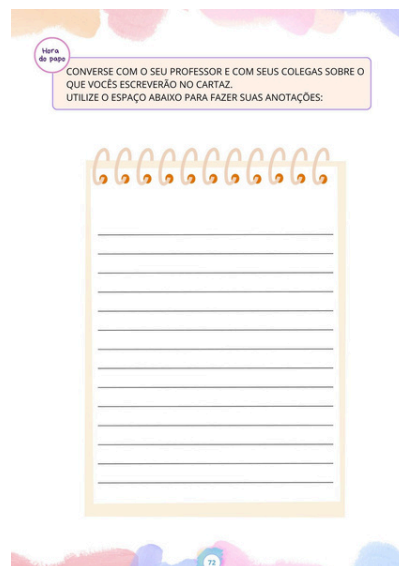 Hora
do papo
CONVERSE COM O SEU PROFESSOR E COM SEUS COLEGAS SOBRE O
QUE VOCÊS ESCREVERÃO NO CARTAZ.
UTILIZE O ESPAÇO ABAIXO PARA FAZER SUAS ANOTAÇÕES:
72